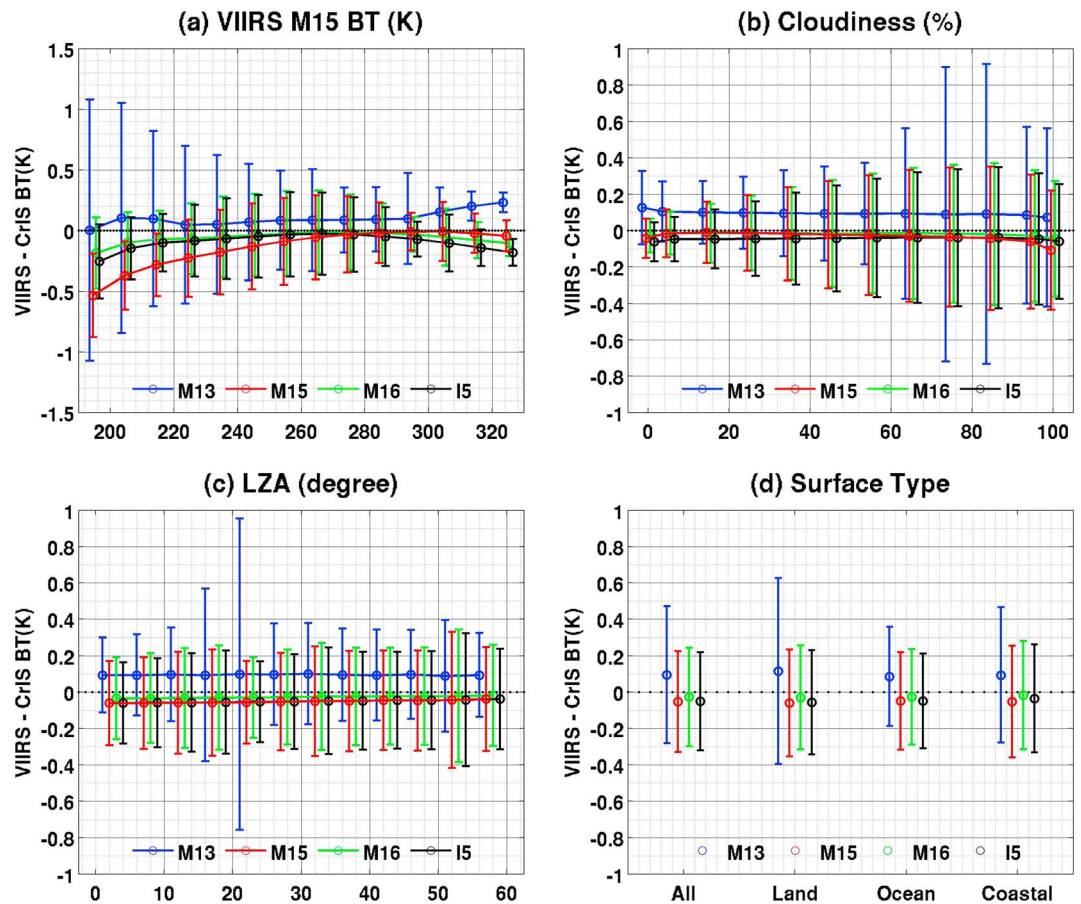 (a) VIIRS M15 BT (K)
VIIRS - CrIS BT(K)
1.5
1
0.5
0
-0.5
-1
-1.5
M13 M15 M16 I5
200 220 240 260 280 300 320
(b) Cloudiness (%)
VIIRS - CrIS BT(K)
1
0.8
0.6
0.4
0.2
0
-0.2
-0.4
-0.6
-0.8
-1
M13 M15 M16 I5
0 20 40 60 80 100
(c) LZA (degree)
VIIRS - CrIS BT(K)
1
0.8
0.6
0.4
0.2
0
-0.2
-0.4
-0.6
-0.8
-1
M13 M15 M16 I5
0 10 20 30 40 50 60
(d) Surface Type
VIIRS - CrIS BT(K)
1
0.8
0.6
0.4
0.2
0
-0.2
-0.4
-0.6
-0.8
-1
M13 M15 M16 I5
All Land Ocean Coastal